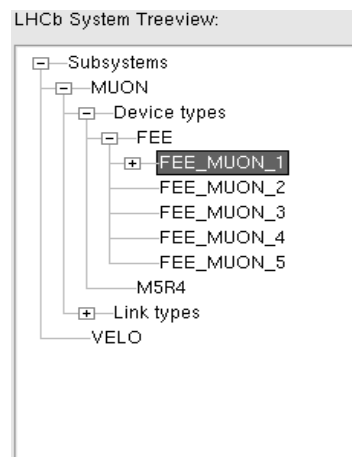 LHCb System Treeview:
Subsystems
MUON
Device types
FEE
FEE_MUON_1
FEE_MUON_2
FEE_MUON_3
FEE_MUON_4
FEE_MUON_5
M5R4
Link types
VELO